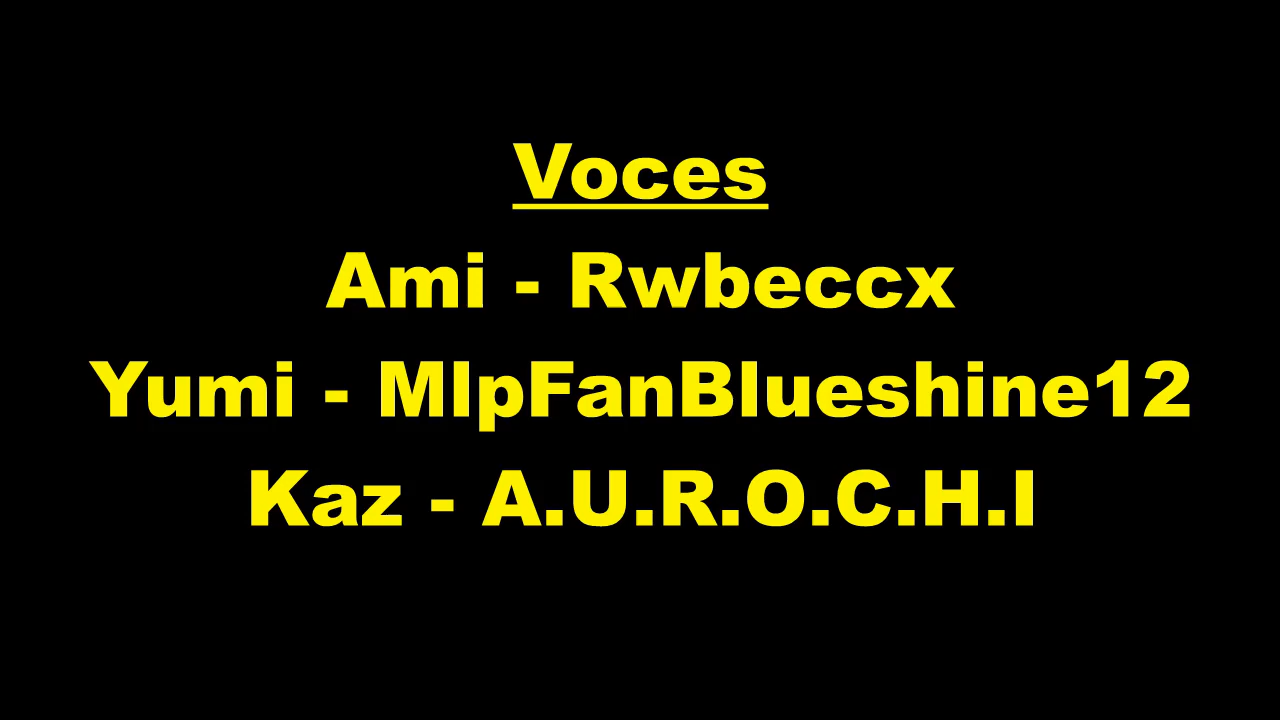 Voces
Ami - Rwbeccx
Yumi - MlpFanBlueshine12
Kaz - A.U.R.O.C.H.I